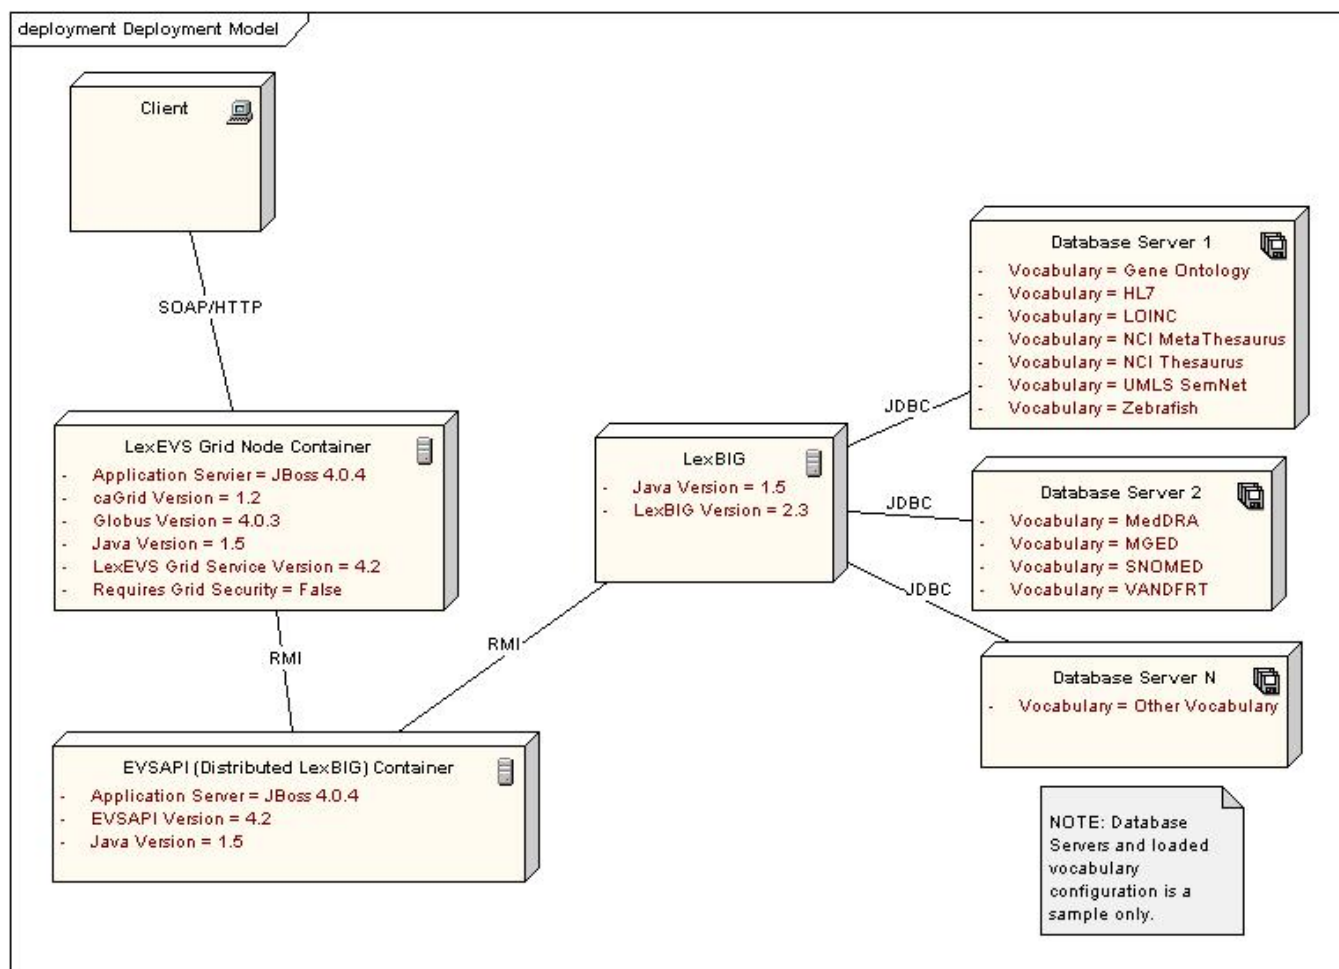 deployment Deployment Model
Client
SOAP/HTTP
LexEVS Grid Node Container
- Application Servier = JBoss 4.0.4
- caGrid Version = 1.2
- Globus Version = 4.0.3
- Java Version = 1.5
- LexEVS Grid Service Version = 4.2
- Requires Grid Security = False
RMI
EVSAPI (Distributed LexBIG) Container
- Application Server = JBoss 4.0.4
- EVSAPI Version = 4.2
- Java Version = 1.5
RMI
LexBIG
- Java Version = 1.5
- LexBIG Version = 2.3
JDBC
Database Server 1
- Vocabulary = Gene Ontology
- Vocabulary = HL7
- Vocabulary = LOINC
- Vocabulary = NCI MetaThesaurus
- Vocabulary = NCI Thesaurus
- Vocabulary = UMLS SemNet
- Vocabulary = Zebrafish
JDBC
Database Server 2
- Vocabulary = MedDRA
- Vocabulary = MGED
- Vocabulary = SNOMED
- Vocabulary = VANDFRT
JDBC
Database Server N
- Vocabulary = Other Vocabulary
NOTE: Database
Servers and loaded
vocabulary
configuration is a
sample only.